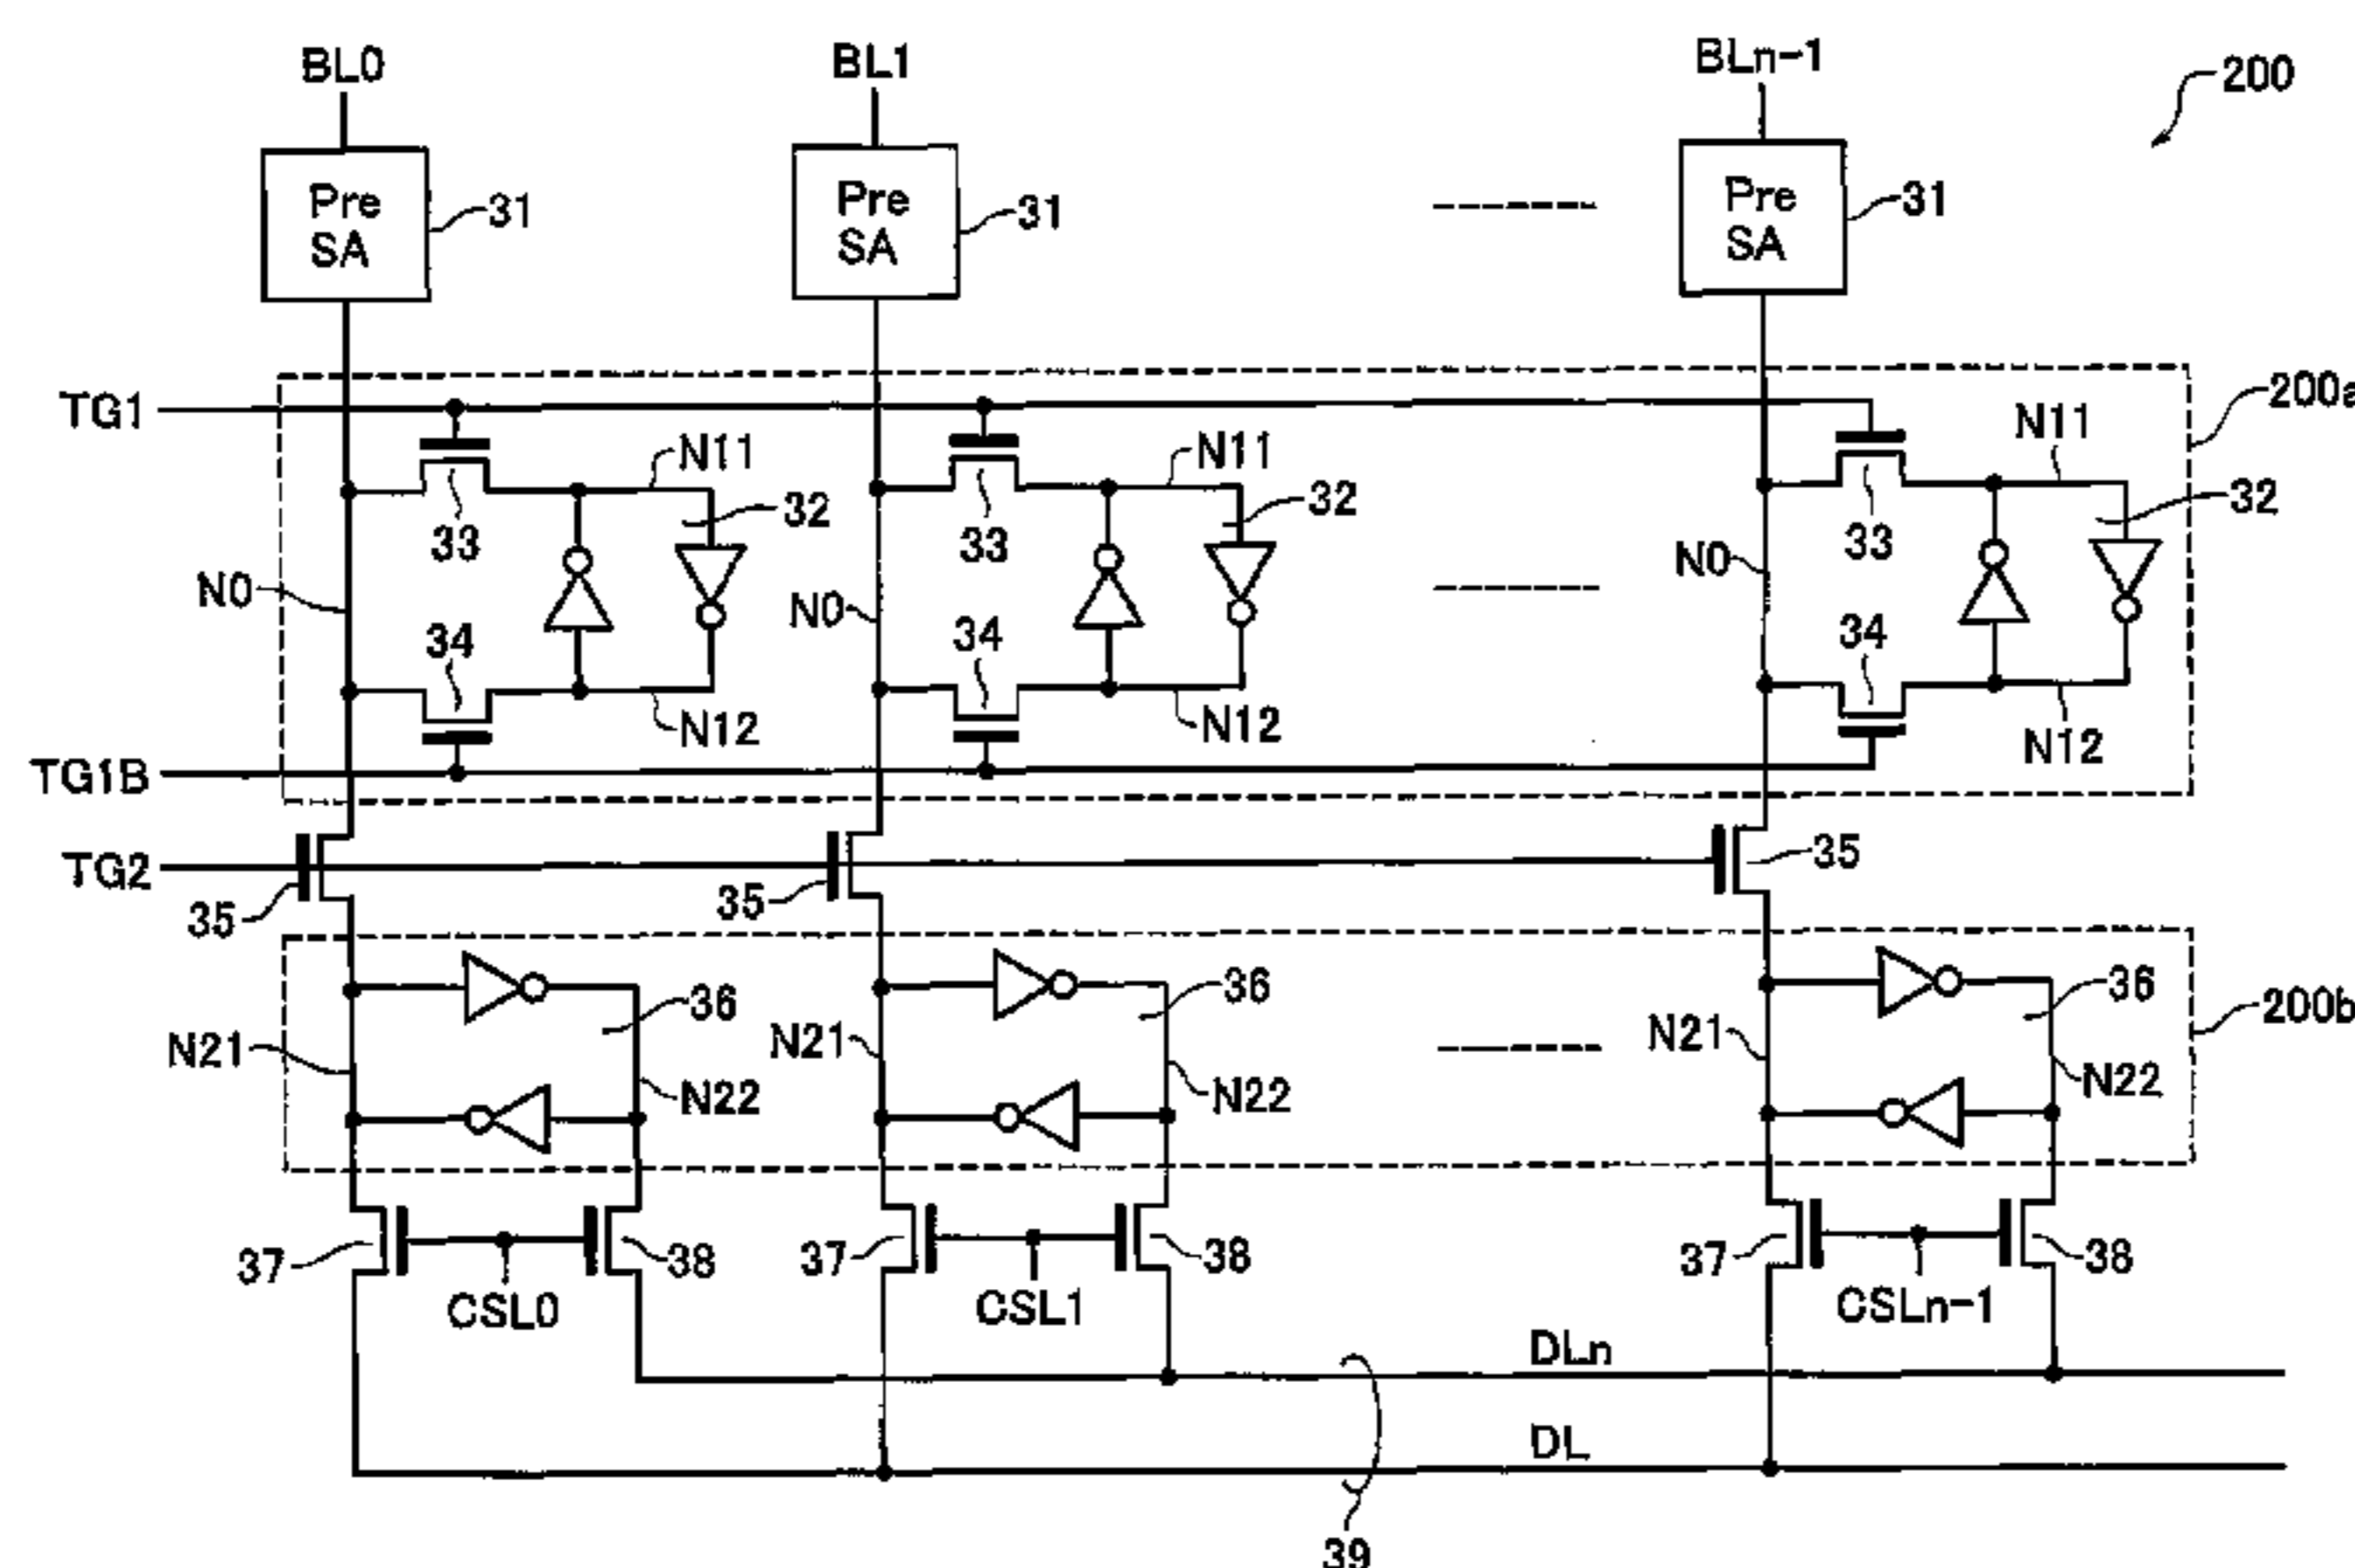 BL0 BL1 BLn-1 200
Pre SA 31 Pre SA 31 Pre SA 31
TG1 200a
N11 N11 N11
33 32 33 32 33 32
N0 N0 N0
34 34 34
N12 N12 N12
TG1B
TG2 35 35 35
N21 36 N21 36 N21 36 200b
N22 N22 N22
37 38 37 38 37 38
CSL0 CSL1 CSLn-1
DLn
DL
39